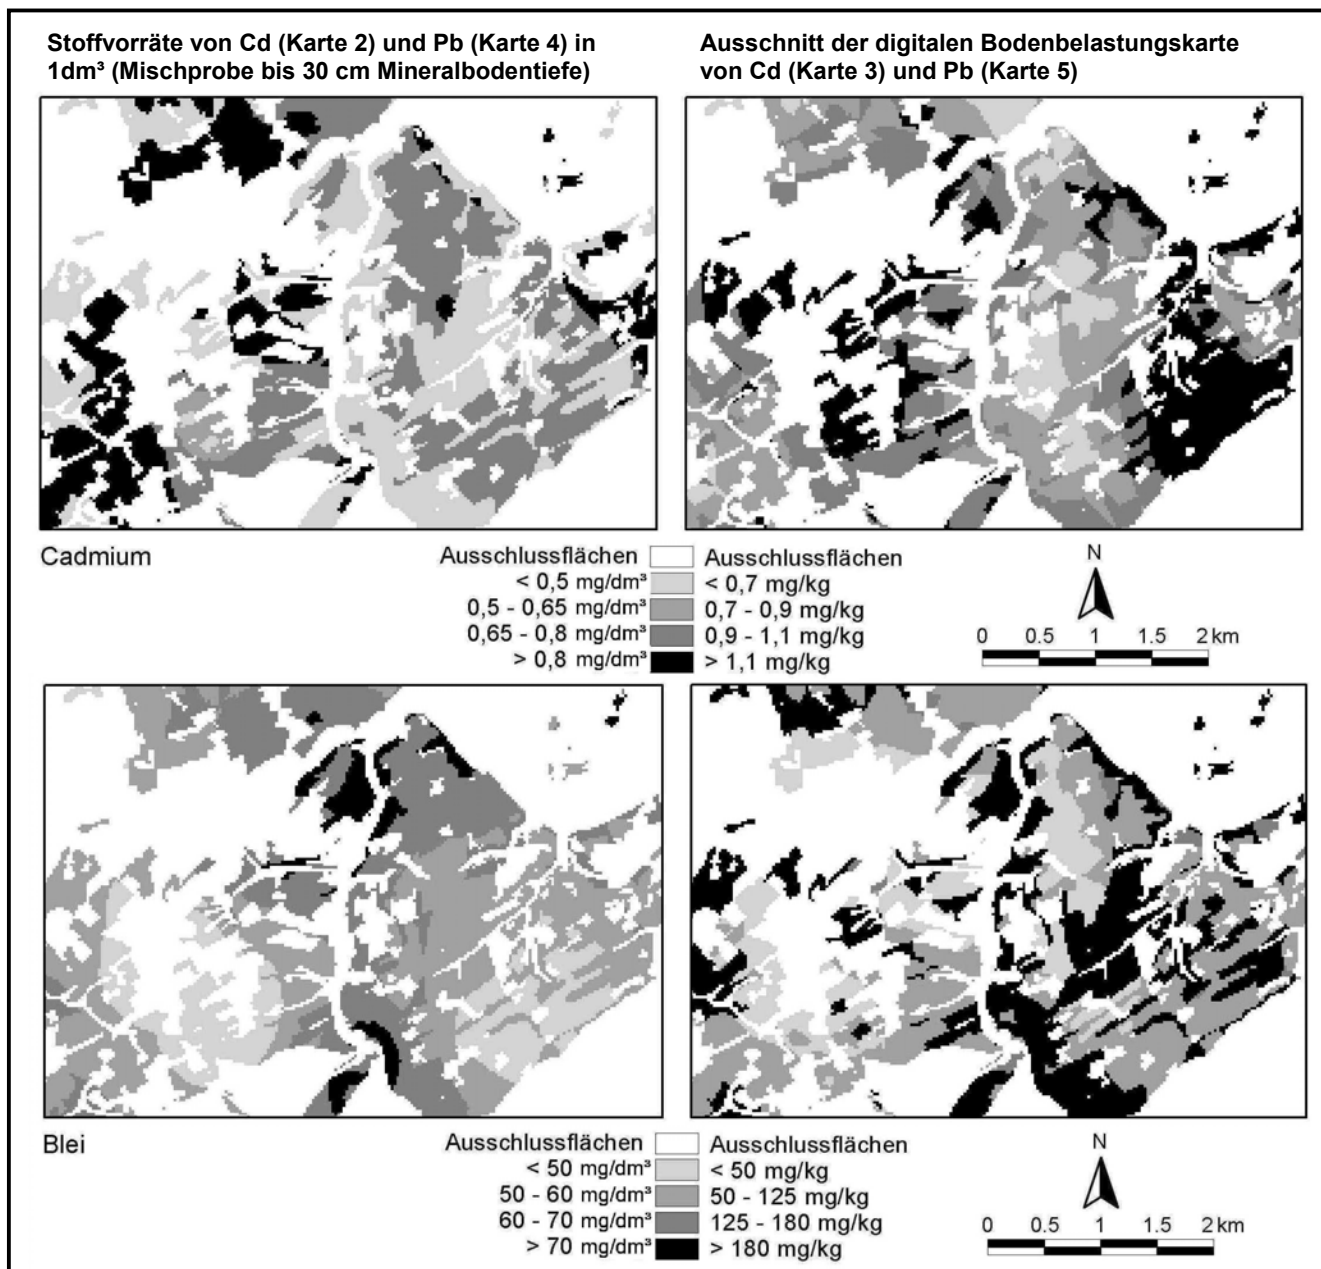 Stoffvorräte von Cd (Karte 2) und Pb (Karte 4) in
1dm³ (Mischprobe bis 30 cm Mineralbodentiefe)
Ausschnitt der digitalen Bodenbelastungskarte
von Cd (Karte 3) und Pb (Karte 5)
Cadmium
Ausschlussflächen Ausschlussflächen
< 0,5 mg/dm³ < 0,7 mg/kg
0,5 - 0,65 mg/dm³ 0,7 - 0,9 mg/kg
0,65 - 0,8 mg/dm³ 0,9 - 1,1 mg/kg
> 0,8 mg/dm³ > 1,1 mg/kg
N
0 0.5 1 1.5 2 km
Blei
Ausschlussflächen Ausschlussflächen
< 50 mg/dm³ < 50 mg/kg
50 - 60 mg/dm³ 50 - 125 mg/kg
60 - 70 mg/dm³ 125 - 180 mg/kg
> 70 mg/dm³ > 180 mg/kg
N
0 0.5 1 1.5 2 km